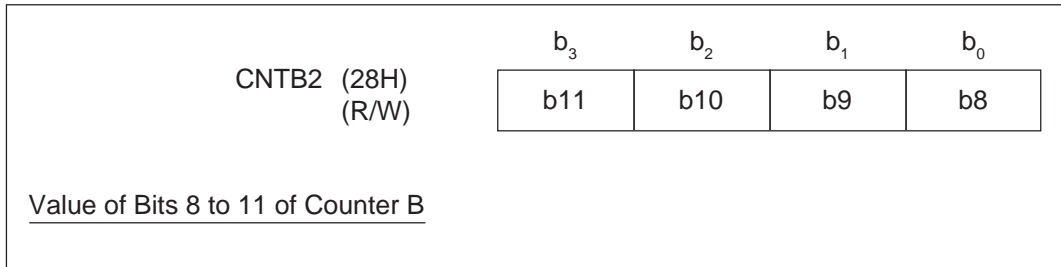 b3 b2 b1 b0
CNTB2 (28H) b11 b10 b9 b8
(R/W)
Value of Bits 8 to 11 of Counter B